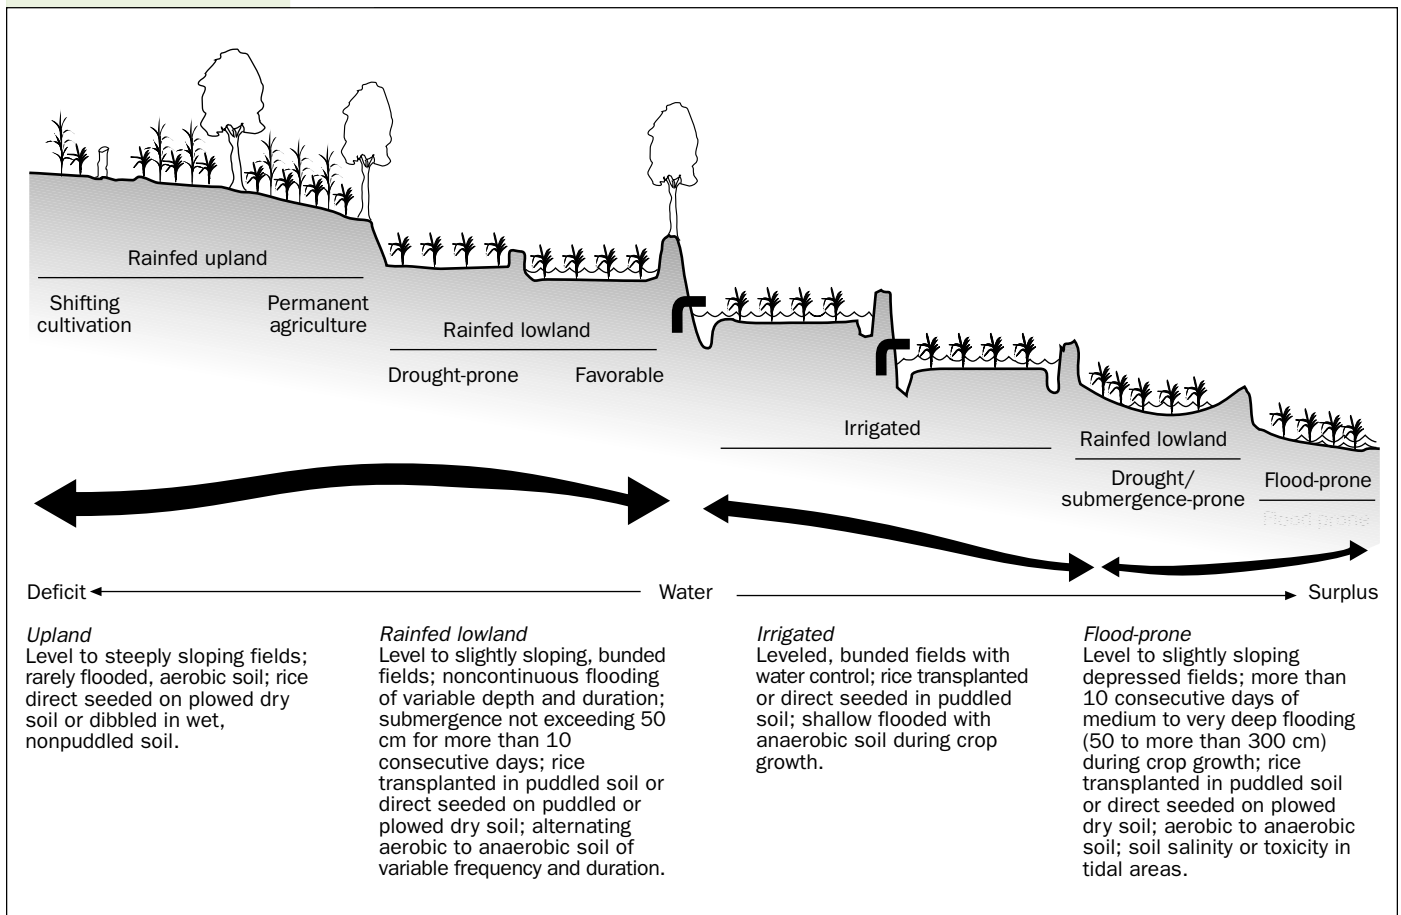 Rainfed upland
Shifting
cultivation
Permanent
agriculture
Rainfed lowland
Drought-prone
Favorable
Irrigated
Rainfed lowland
Drought/
submergence-prone
Flood-prone
Flood prone
Deficit
Water
Surplus
Upland
Level to steeply sloping fields;
rarely flooded, aerobic soil; rice
direct seeded on plowed dry
soil or dibbled in wet,
nonpuddled soil.
Rainfed lowland
Level to slightly sloping, bunded
fields; noncontinuous flooding
of variable depth and duration;
submergence not exceeding 50
cm for more than 10
consecutive days; rice
transplanted in puddled soil or
direct seeded on puddled or
plowed dry soil; alternating
aerobic to anaerobic soil of
variable frequency and duration.
Irrigated
Leveled, bunded fields with
water control; rice transplanted
or direct seeded in puddled
soil; shallow flooded with
anaerobic soil during crop
growth.
Flood-prone
Level to slightly sloping
depressed fields; more than
10 consecutive days of
medium to very deep flooding
(50 to more than 300 cm)
during crop growth; rice
transplanted in puddled soil
or direct seeded on plowed
dry soil; aerobic to anaerobic
soil; soil salinity or toxicity in
tidal areas.